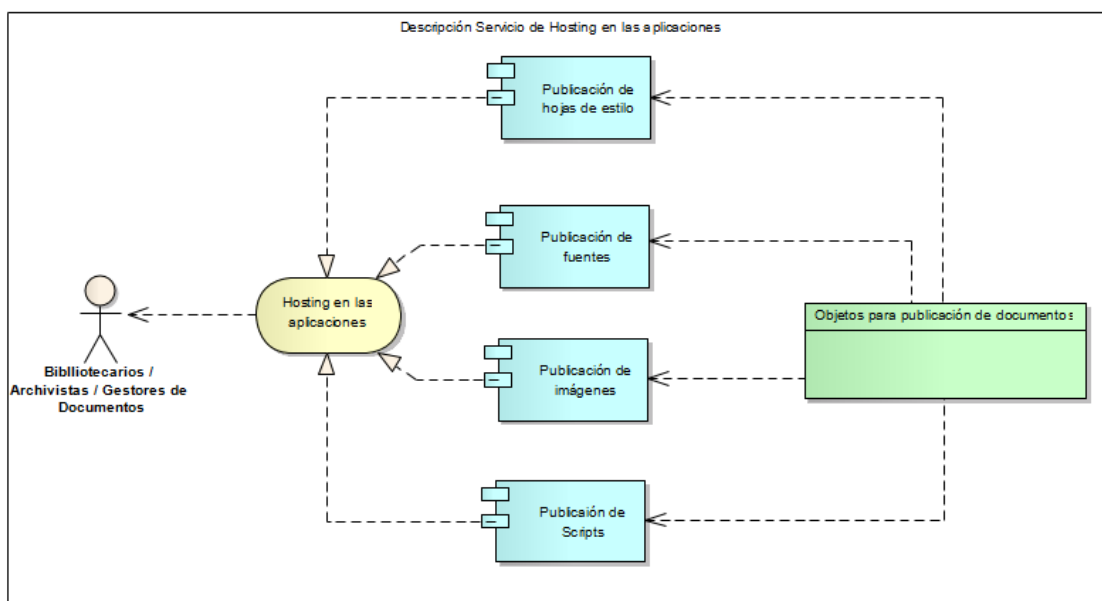 Descripción Servicio de Hosting en las aplicaciones
Publicación de
hojas de estilo
Publicación de
fuentes
Hosting en las
aplicaciones
Objetos para publicación de documentos
Publicación de
imágenes
Biblliotecarios /
Archivistas / Gestores de
Documentos
Publicaión de
Scripts